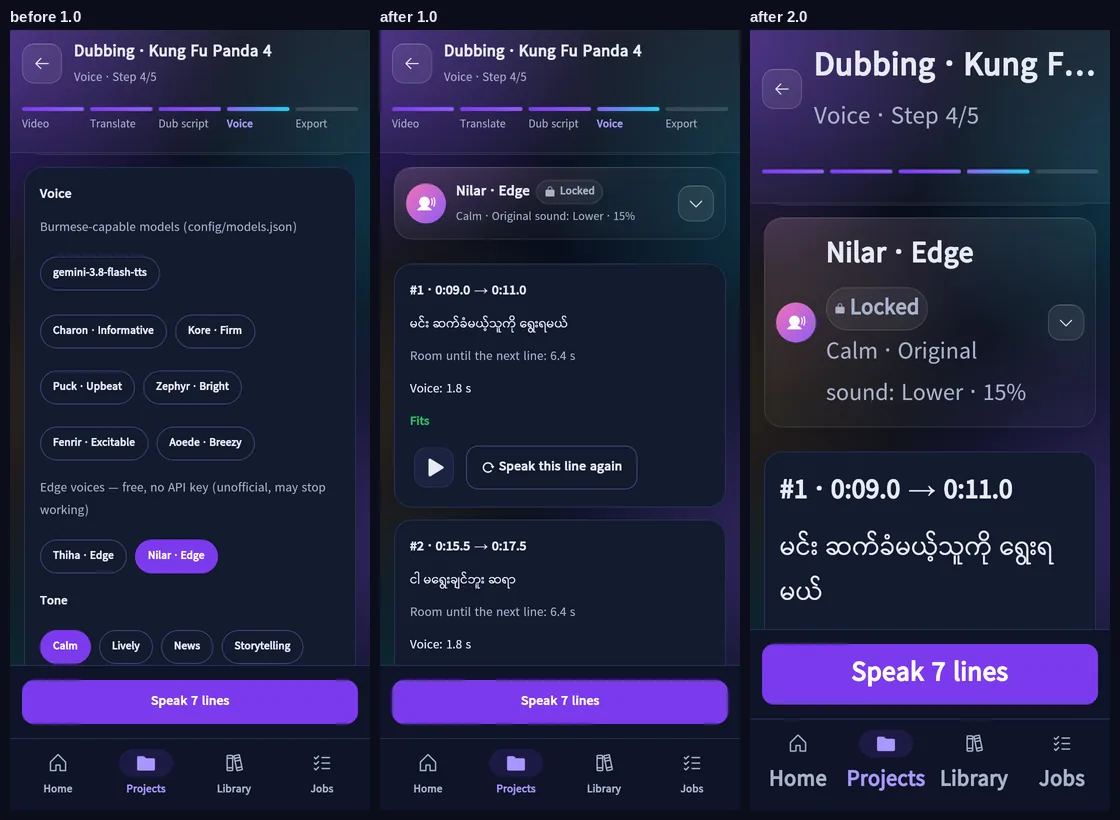 before 1.0
Dubbing · Kung Fu Panda 4
Voice · Step 4/5
Video Translate Dub script Voice Export
Voice
Burmese-capable models (config/models.json)
gemini-3.8-flash-tts
Charon · Informative Kore · Firm
Puck · Upbeat Zephyr · Bright
Fenrir · Excitable Aoede · Breezy
Edge voices — free, no API key (unofficial, may stop
working)
Thiha · Edge Nilar · Edge
Tone
Calm Lively News Storytelling
Speak 7 lines
Home Projects Library Jobs
after 1.0
Dubbing · Kung Fu Panda 4
Voice · Step 4/5
Video Translate Dub script Voice Export
Nilar · Edge Locked
Calm · Original sound: Lower · 15%
#1 · 0:09.0 → 0:11.0
မင်း ဆက်ခံမယ့်သူကို ရွေးရမယ်
Room until the next line: 6.4 s
Voice: 1.8 s
Fits
Speak this line again
#2 · 0:15.5 → 0:17.5
ငါ မရွေးချင်ဘူး ဆရာ
Room until the next line: 6.4 s
Voice: 1.8 s
Speak 7 lines
Home Projects Library Jobs
after 2.0
Dubbing · Kung F...
Voice · Step 4/5
Nilar · Edge
Locked
Calm · Original
sound: Lower · 15%
#1 · 0:09.0 → 0:11.0
မင်း ဆက်ခံမယ့်သူကို ရွေးရ
မယ်
Speak 7 lines
Home Projects Library Jobs